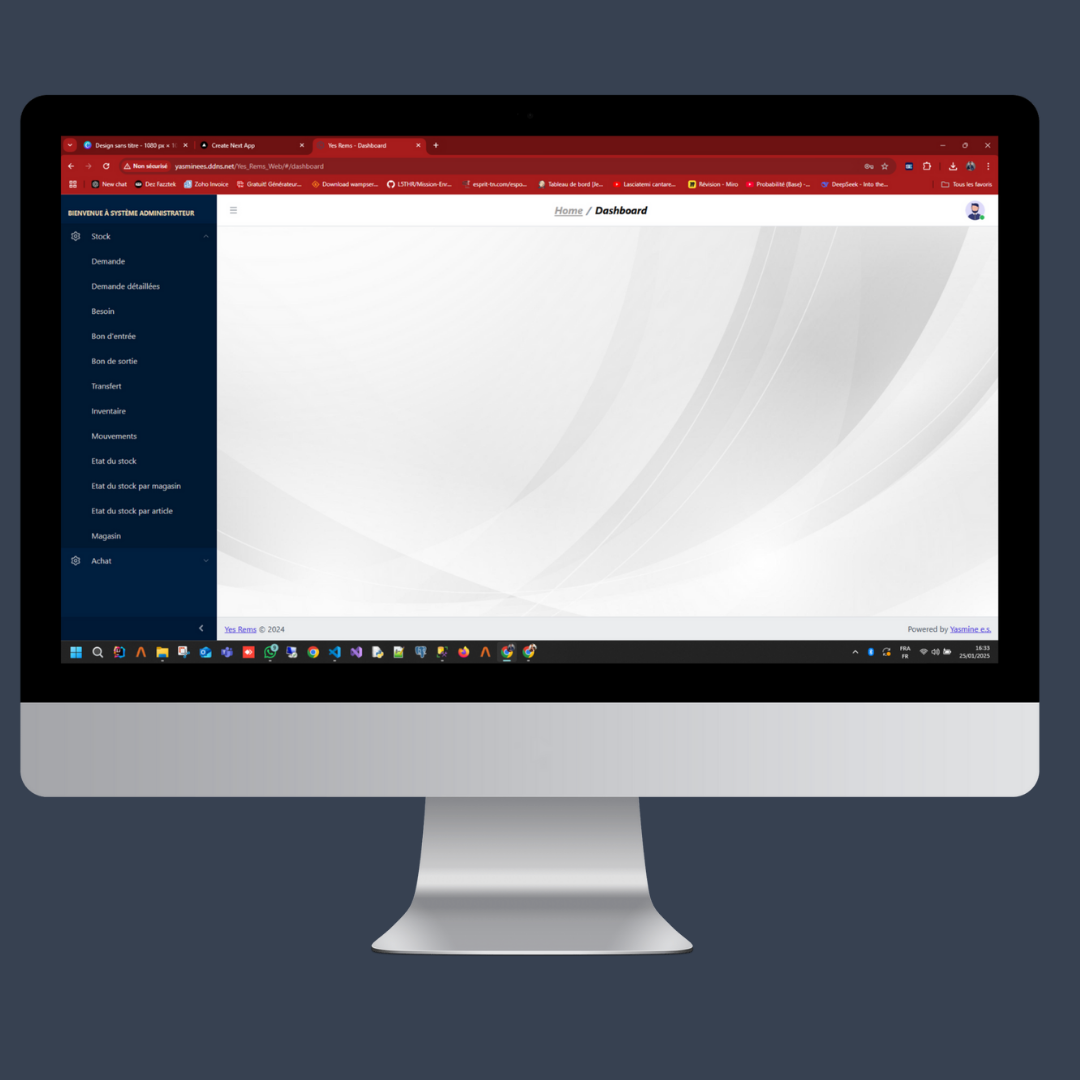 Design sans titre - 1080 px × 1
Create Next App
Yes Rems - Dashboard
Non sécurisé
yasminees.ddns.net/Yes_Rems_Web/#/dashboard
New chat
Dez Fazztek
Zoho Invoice
Gratuit! Générateur...
Download wampser...
L5THR/Mission-Enc...
esprit-tn.com/espo...
Tableau de bord [Je...
Lasciatemi cantare...
Révision - Miro
Probabilité (Base) -...
DeepSeek - Into the...
Tous les favoris
BIENVENUE À SYSTÈME ADMINISTRATEUR
Home / Dashboard
Stock
Demande
Demande détaillées
Besoin
Bon d'entrée
Bon de sortie
Transfert
Inventaire
Mouvements
Etat du stock
Etat du stock par magasin
Etat du stock par article
Magasin
Achat
Yes Rems © 2024
Powered by Yasmine e.s.
FRA
FR
16:33
25/01/2025